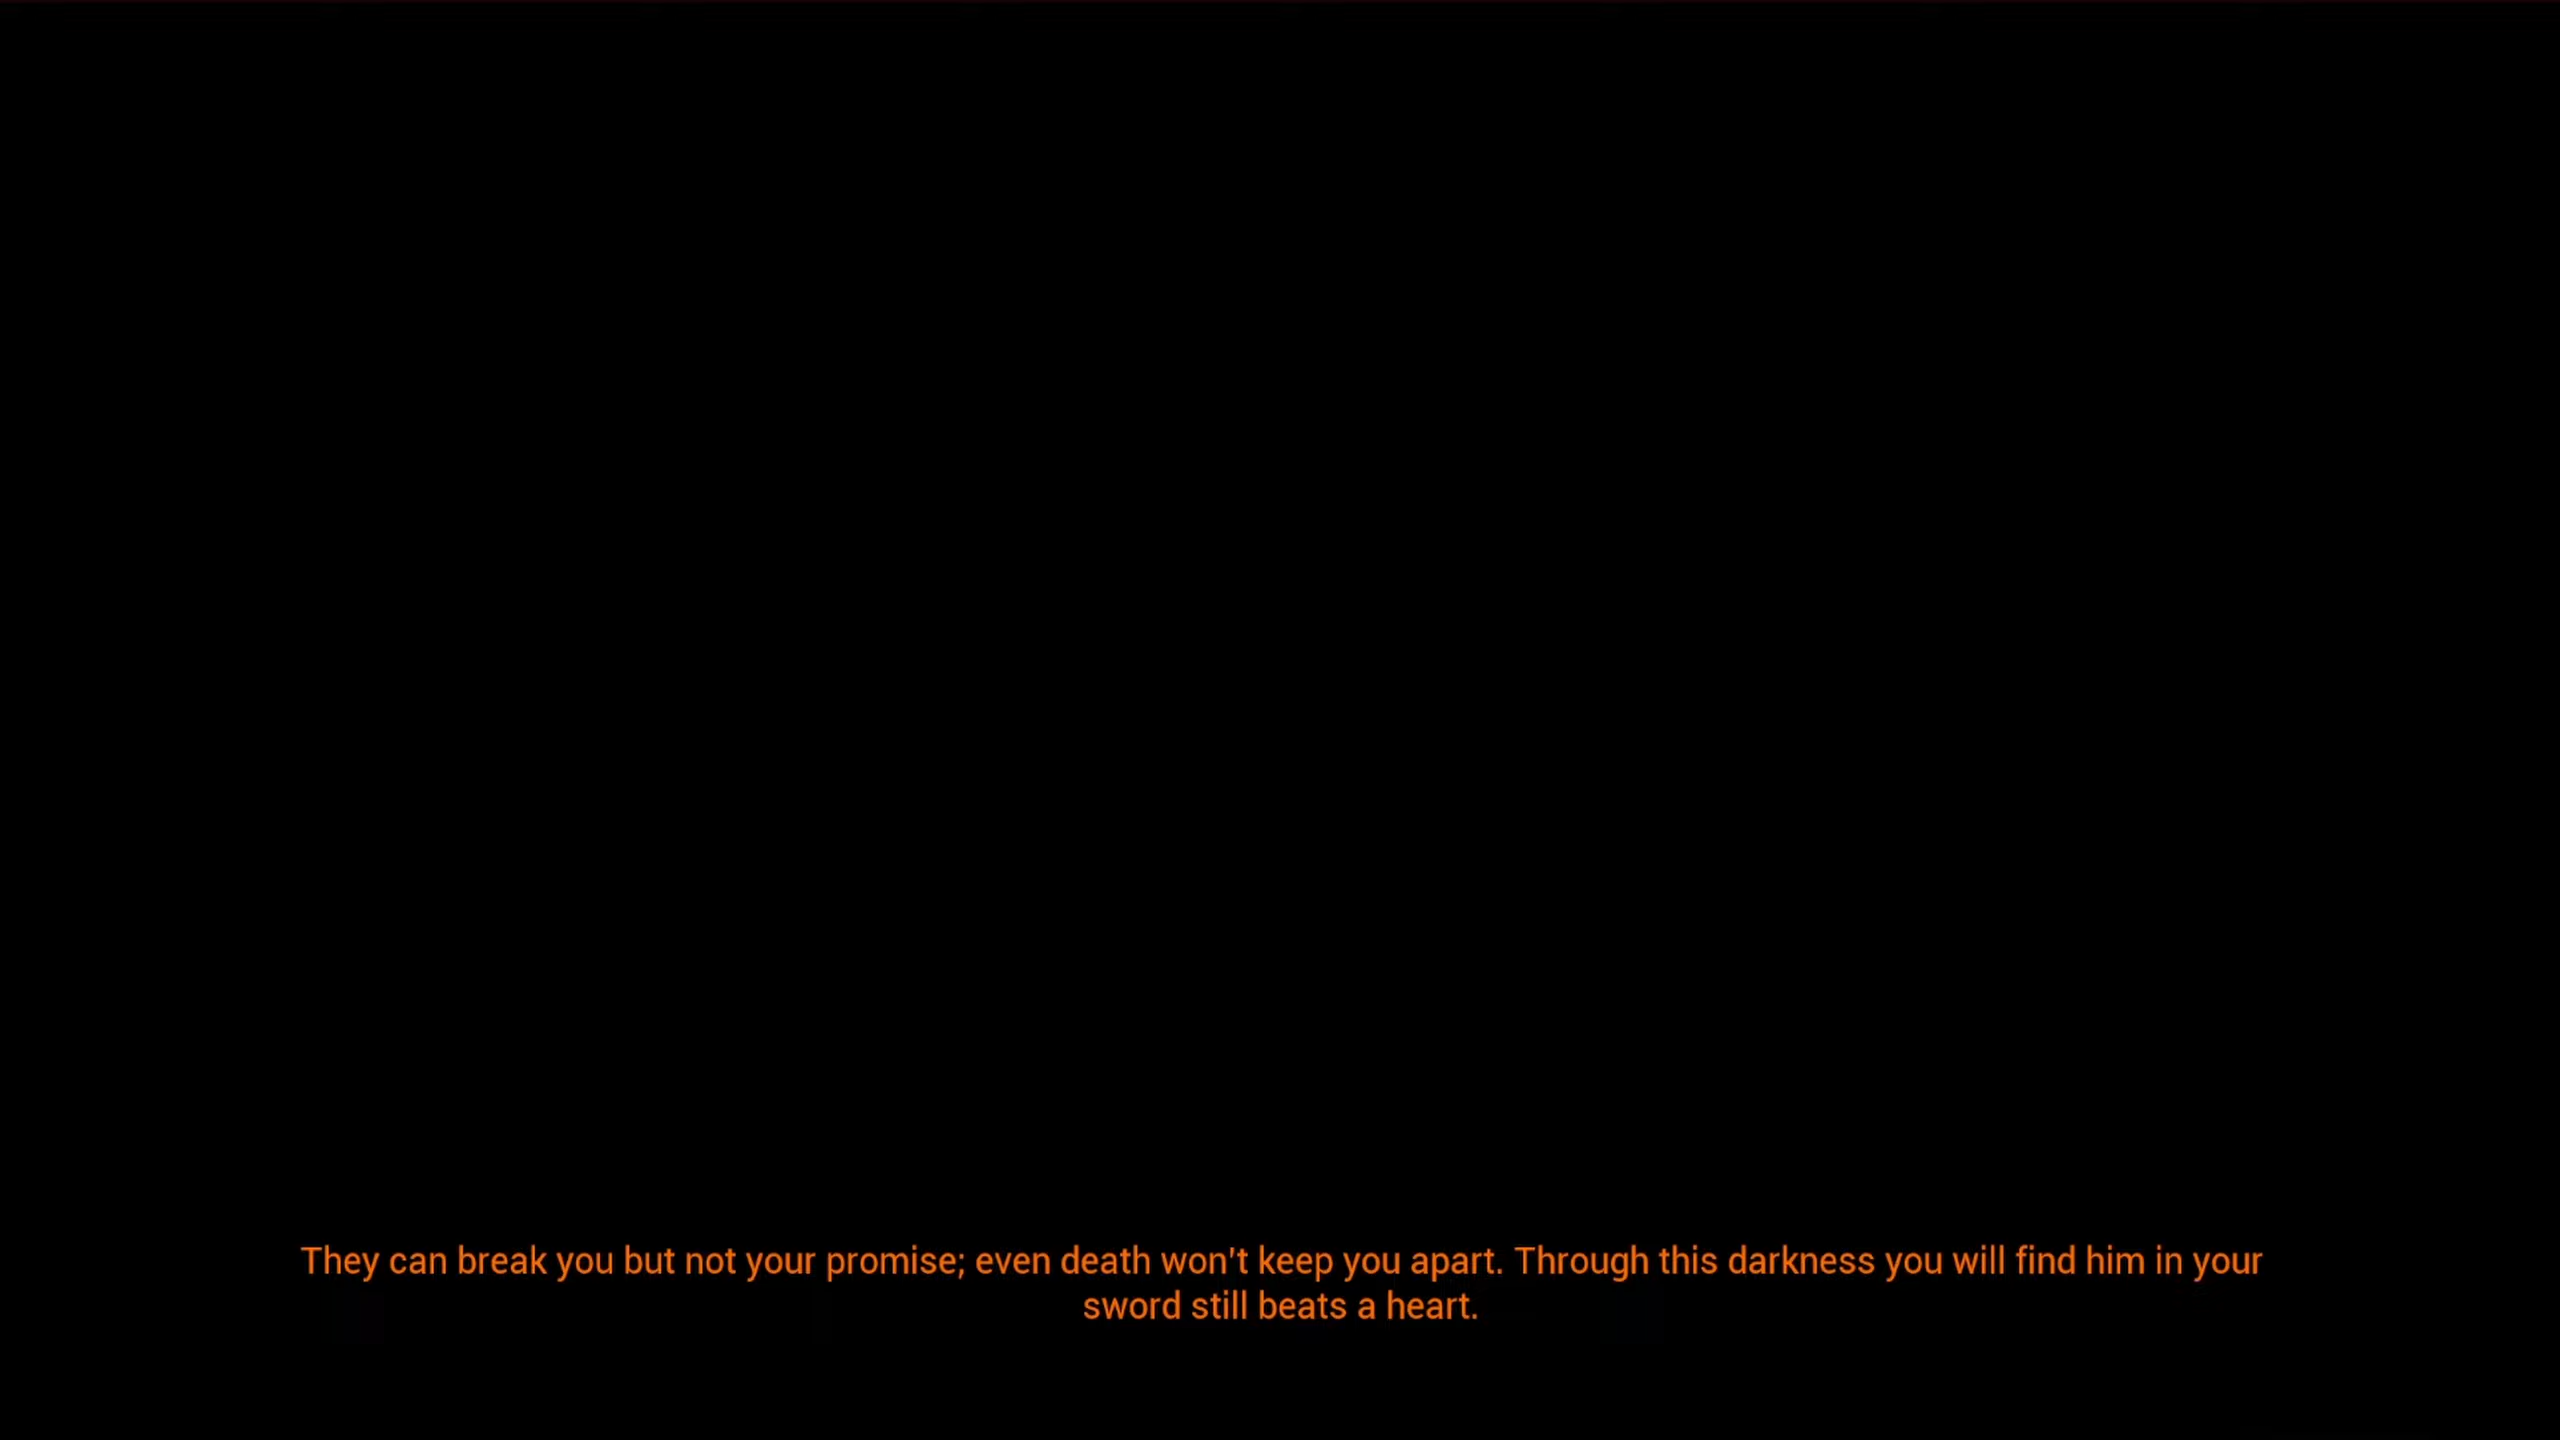 They can break you but not your promise; even death won't keep you apart. Through this darkness you will find him in your
sword still beats a heart.